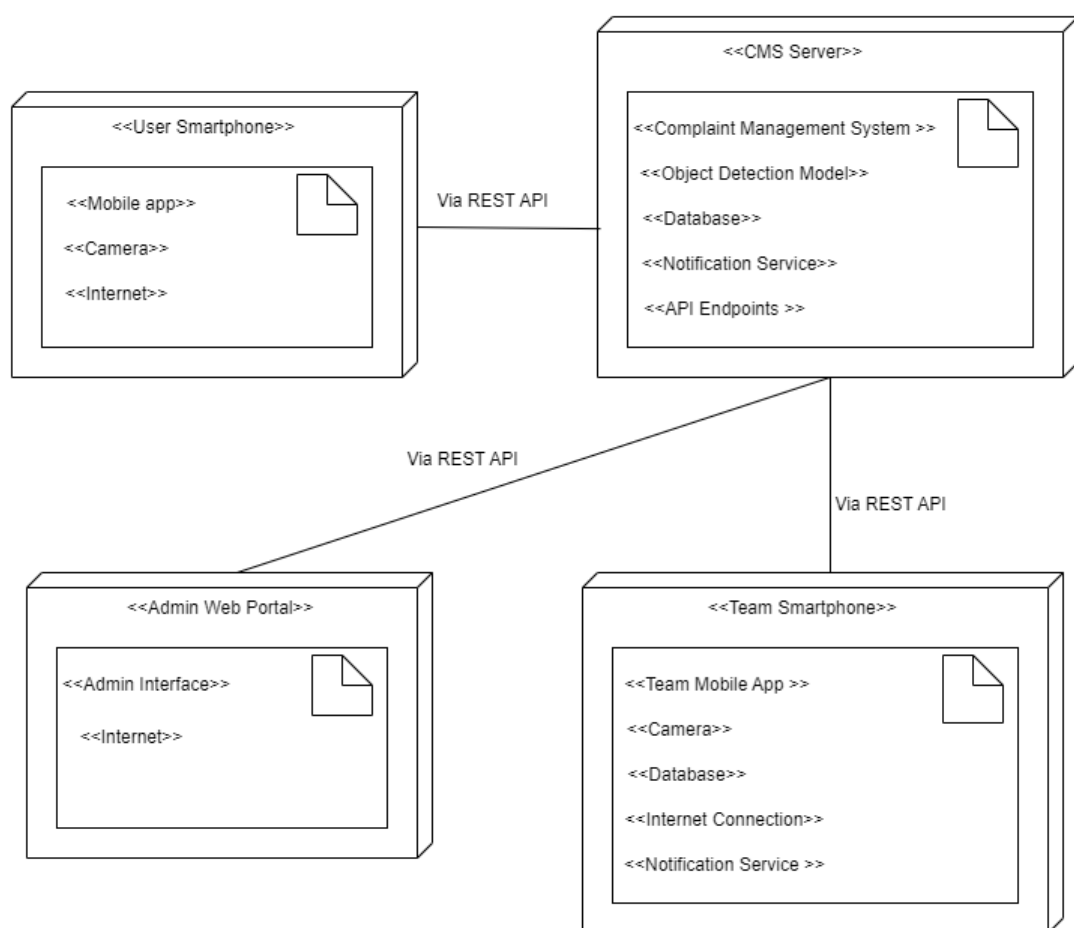 <<CMS Server>>
<<Complaint Management System >>
<<Object Detection Model>>
<<Database>>
<<Notification Service>>
<<API Endpoints >>
<<User Smartphone>>
<<Mobile app>>
<<Camera>>
<<Internet>>
Via REST API
Via REST API
Via REST API
<<Admin Web Portal>>
<<Admin Interface>>
<<Internet>>
<<Team Smartphone>>
<<Team Mobile App >>
<<Camera>>
<<Database>>
<<Internet Connection>>
<<Notification Service >>